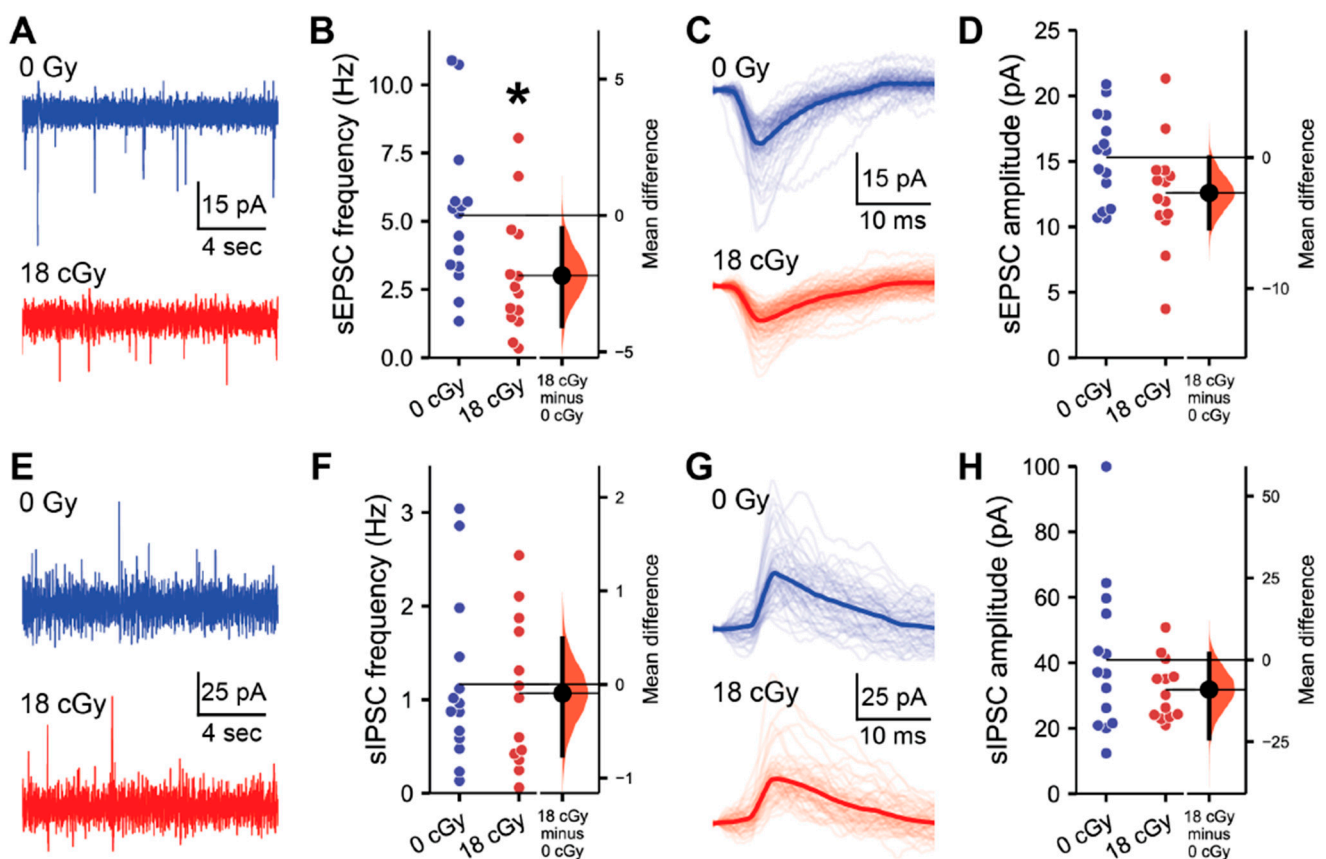 A
0 Gy
15 pA
4 sec
18 cGy
B
sEPSC frequency (Hz)
10.0
7.5
5.0
2.5
0.0
*
5
0
−5
Mean difference
0 cGy
18 cGy
18 cGy
minus
0 cGy
C
0 Gy
15 pA
10 ms
18 cGy
D
sEPSC amplitude (pA)
25
20
15
10
5
0
0
−10
Mean difference
0 cGy
18 cGy
18 cGy
minus
0 cGy
E
0 Gy
18 cGy
25 pA
4 sec
F
sIPSC frequency (Hz)
3
2
1
0
2
1
0
−1
Mean difference
0 cGy
18 cGy
18 cGy
minus
0 cGy
G
0 Gy
18 cGy
25 pA
10 ms
H
sIPSC amplitude (pA)
100
80
60
40
20
0
50
25
0
−25
Mean difference
0 cGy
18 cGy
18 cGy
minus
0 cGy